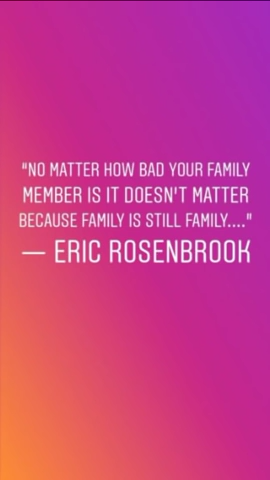 "NO MATTER HOW BAD YOUR FAMILY
MEMBER IS IT DOESN'T MATTER
BECAUSE FAMILY IS STILL FAMILY...."
— ERIC ROSENBROOK